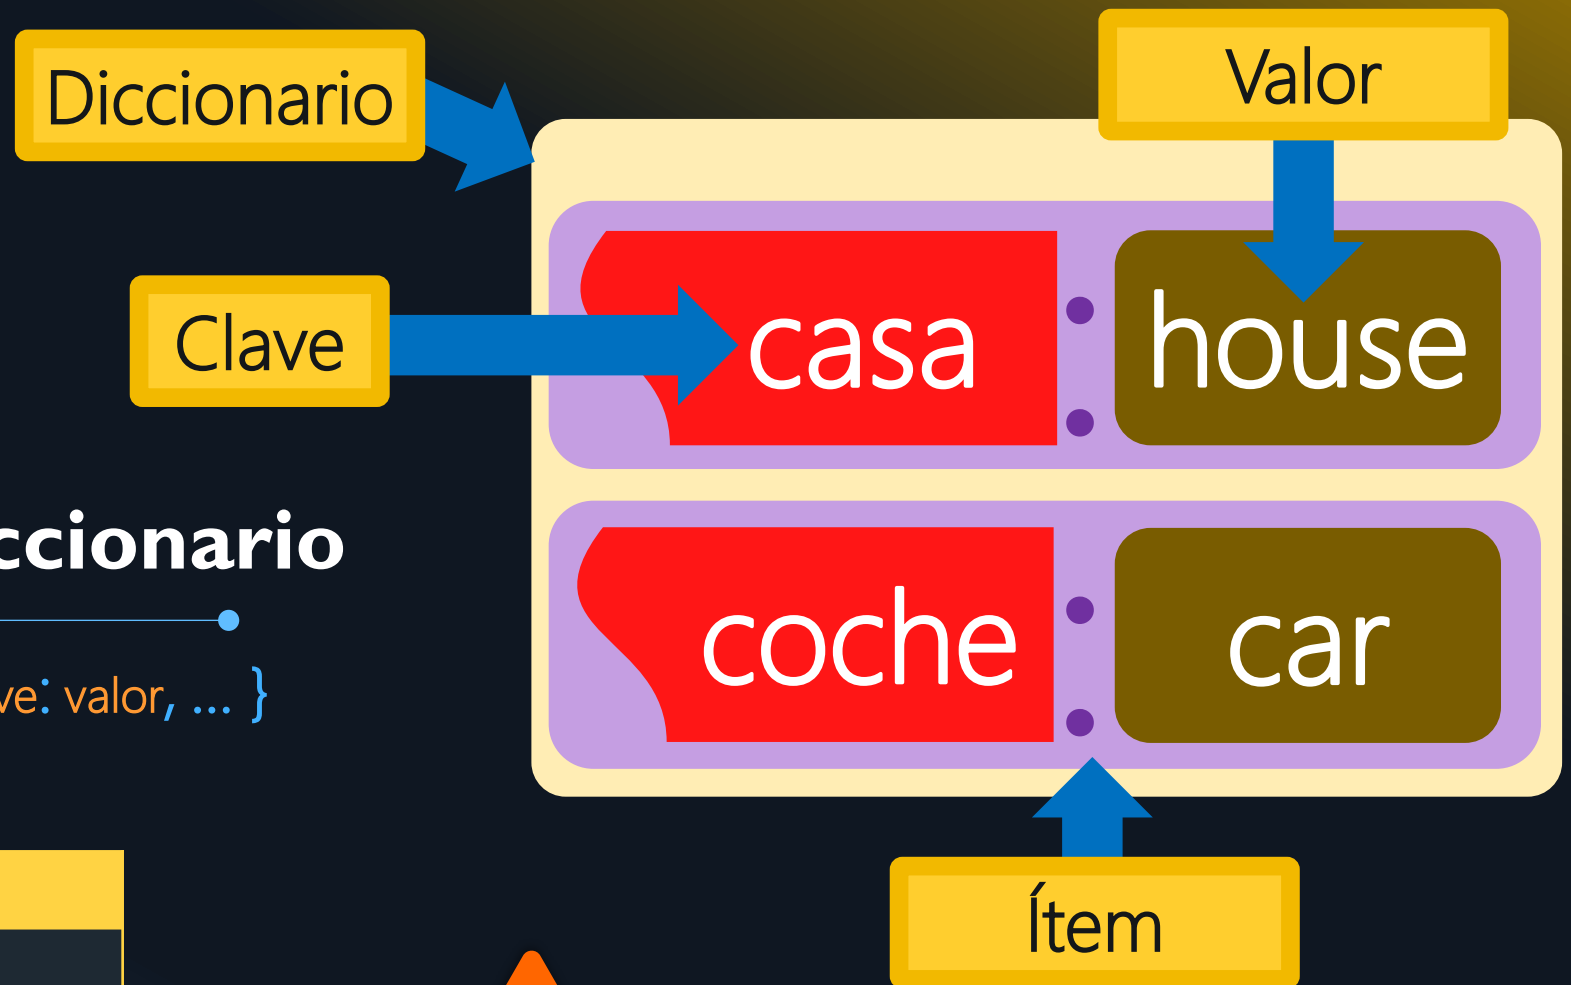 Diccionario
Valor
Clave
casa : house
ccionario
ve: valor, ... }
coche : car
Ítem